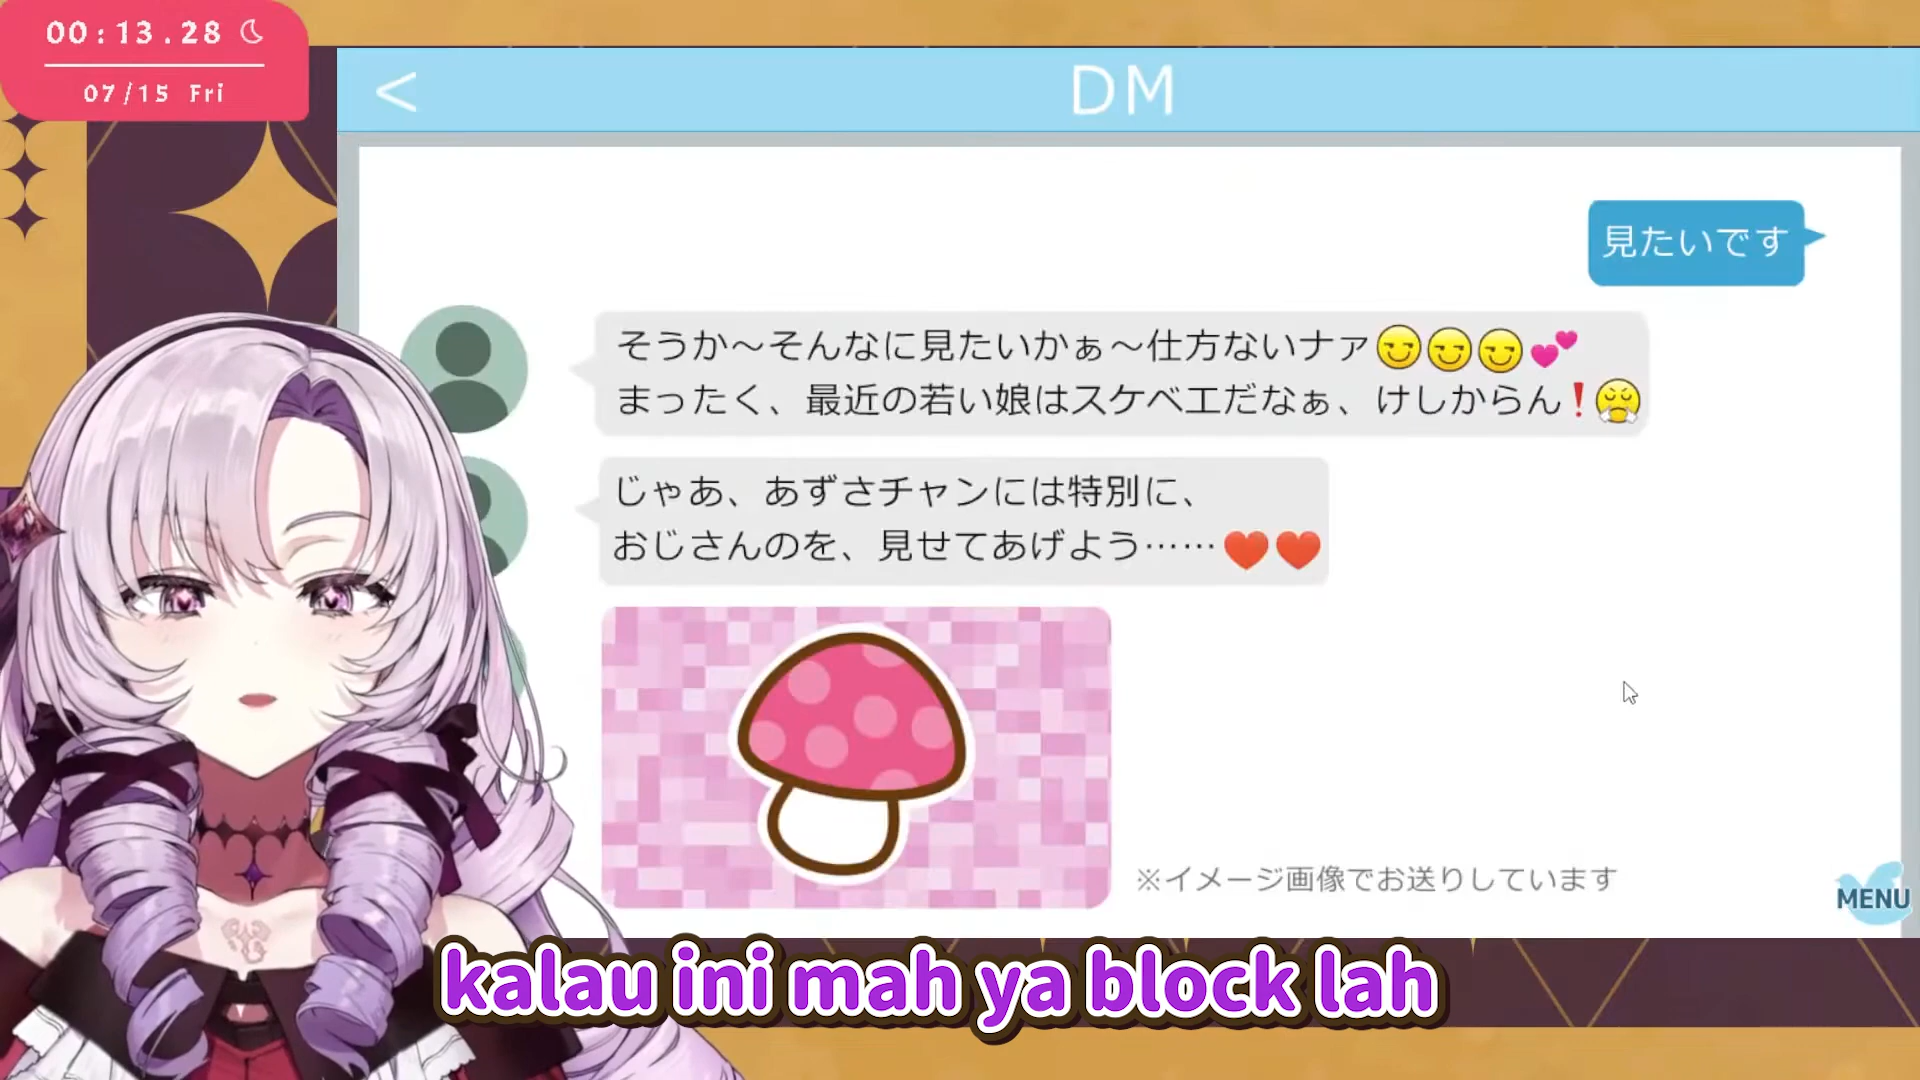 00:13.28
07/15 Fri
< DM
見たいです
そうか～そんなに見たいかぁ～仕方ないナァ😏😏😏💕
まったく、最近の若い娘はスケベエだなぁ、けしからん❗😤
じゃあ、あずさチャンには特別に、
おじさんのを、見せてあげよう……❤❤
※イメージ画像でお送りしています
MENU
kalau ini mah ya block lah